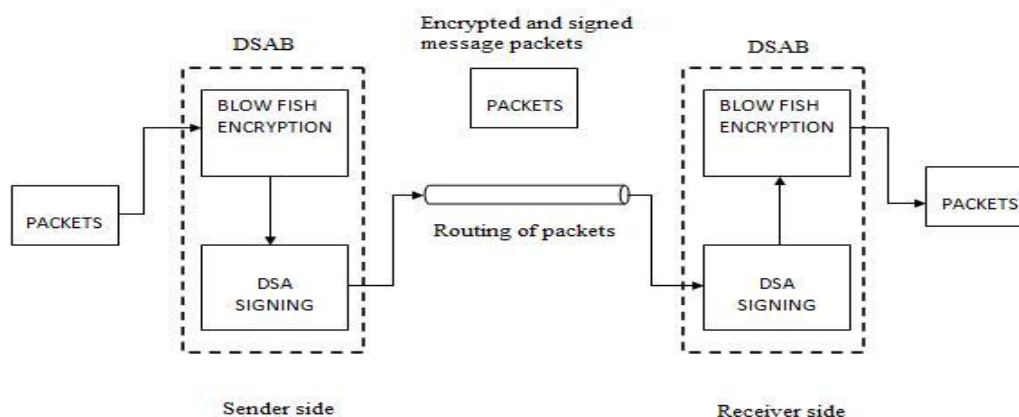 Encrypted and signed
message packets
DSAB
DSAB
BLOW FISH
ENCRYPTION
PACKETS
BLOW FISH
ENCRYPTION
PACKETS
PACKETS
Routing of packets
DSA
SIGNING
DSA
SIGNING
Sender side
Receiver side